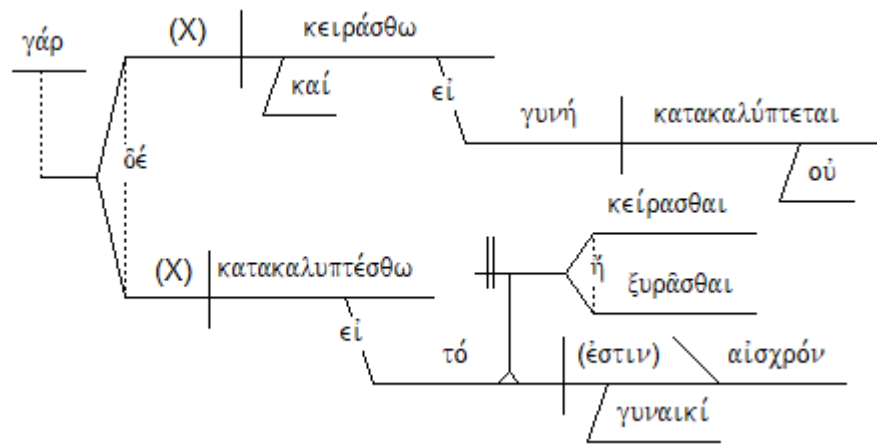 γάρ
(X) κειράσθω
καί
εἰ
γυνή κατακαλύπτεται
οὐ
δέ
κείρασθαι
ἤ
ξυρᾶσθαι
(X) κατακαλυπτέσθω
εἰ
τό (ἐστιν) αἰσχρόν
γυναικί